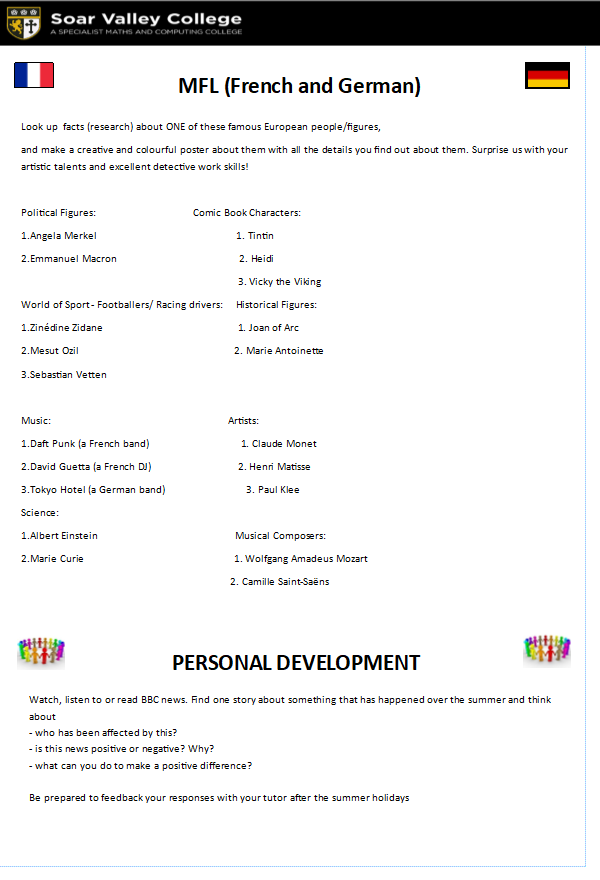 Soar Valley College
A SPECIALIST MATHS AND COMPUTING COLLEGE
MFL (French and German)
Look up facts (research) about ONE of these famous European people/figures,
and make a creative and colourful poster about them with all the details you find out about them. Surprise us with your
artistic talents and excellent detective work skills!
Political Figures: Comic Book Characters:
1.Angela Merkel 1. Tintin
2.Emmanuel Macron 2. Heidi
3. Vicky the Viking
World of Sport - Footballers/ Racing drivers: Historical Figures:
1.Zinédine Zidane 1. Joan of Arc
2.Mesut Ozil 2. Marie Antoinette
3.Sebastian Vetten
Music: Artists:
1.Daft Punk (a French band) 1. Claude Monet
2.David Guetta (a French DJ) 2. Henri Matisse
3.Tokyo Hotel (a German band) 3. Paul Klee
Science:
1.Albert Einstein Musical Composers:
2.Marie Curie 1. Wolfgang Amadeus Mozart
2. Camille Saint-Saëns
PERSONAL DEVELOPMENT
Watch, listen to or read BBC news. Find one story about something that has happened over the summer and think
about
- who has been affected by this?
- is this news positive or negative? Why?
- what can you do to make a positive difference?
Be prepared to feedback your responses with your tutor after the summer holidays